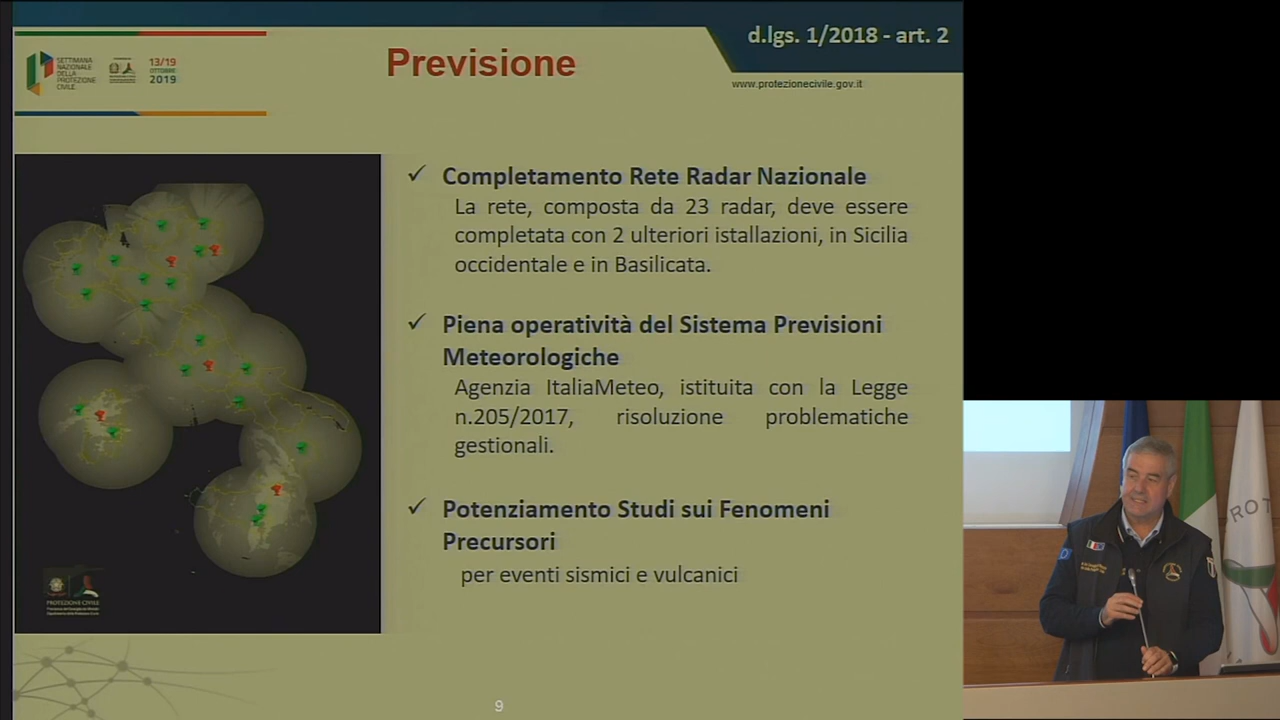 d.lgs. 1/2018 - art. 2
SETTIMANA
NAZIONALE
DELLA
PROTEZIONE
CIVILE
13/19
OTTOBRE
2019
Previsione
www.protezionecivile.gov.it
✓ Completamento Rete Radar Nazionale
La rete, composta da 23 radar, deve essere
completata con 2 ulteriori istallazioni, in Sicilia
occidentale e in Basilicata.
✓ Piena operatività del Sistema Previsioni
Meteorologiche
Agenzia ItaliaMeteo, istituita con la Legge
n.205/2017, risoluzione problematiche
gestionali.
✓ Potenziamento Studi sui Fenomeni
Precursori
per eventi sismici e vulcanici
PROTEZIONE CIVILE
9
PROT